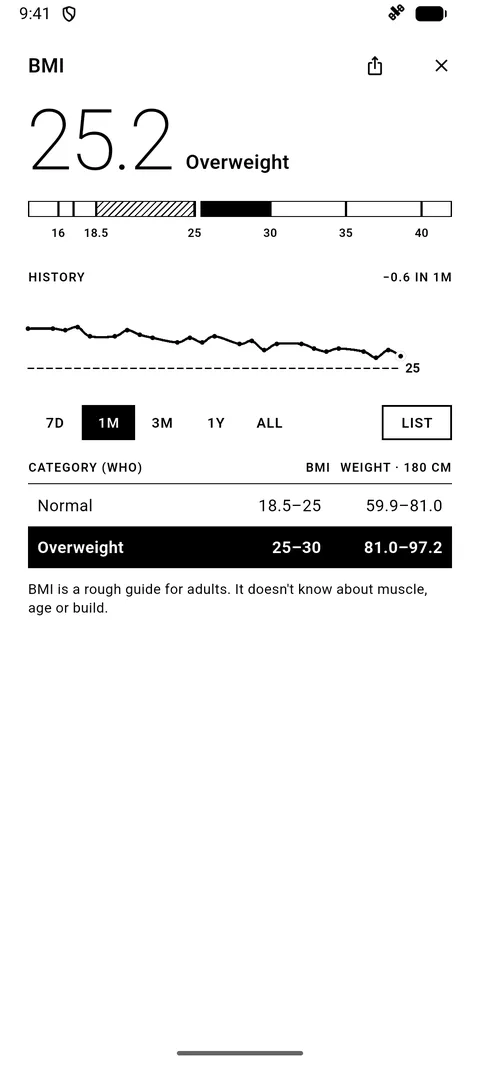 9:41
BMI
25.2 Overweight
16 18.5 25 30 35 40
HISTORY −0.6 IN 1M
25
7D 1M 3M 1Y ALL LIST
CATEGORY (WHO) BMI WEIGHT · 180 CM
Normal 18.5–25 59.9–81.0
Overweight 25–30 81.0–97.2
BMI is a rough guide for adults. It doesn't know about muscle,
age or build.